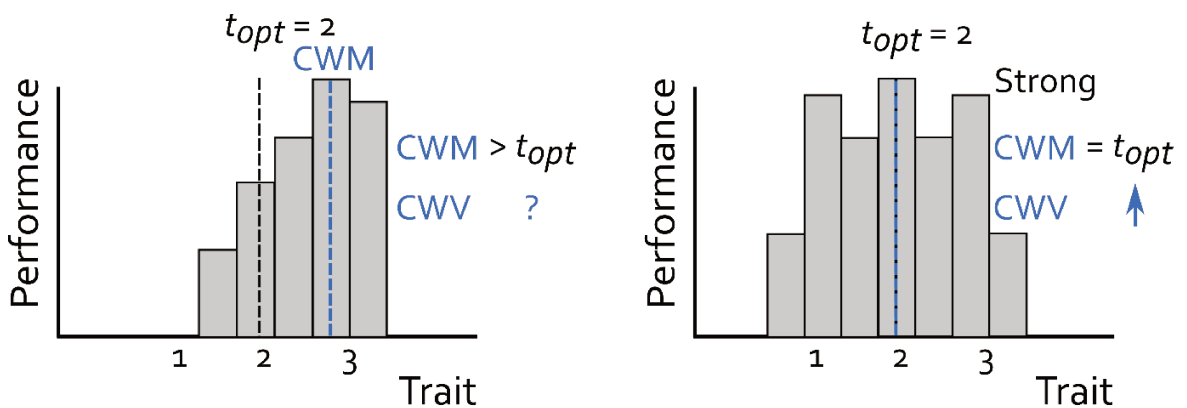 t_opt = 2
CWM
Performance
CWM > t_opt
CWV ?
1 2 3
Trait
t_opt = 2
Strong
Performance
CWM = t_opt
CWV
1 2 3
Trait